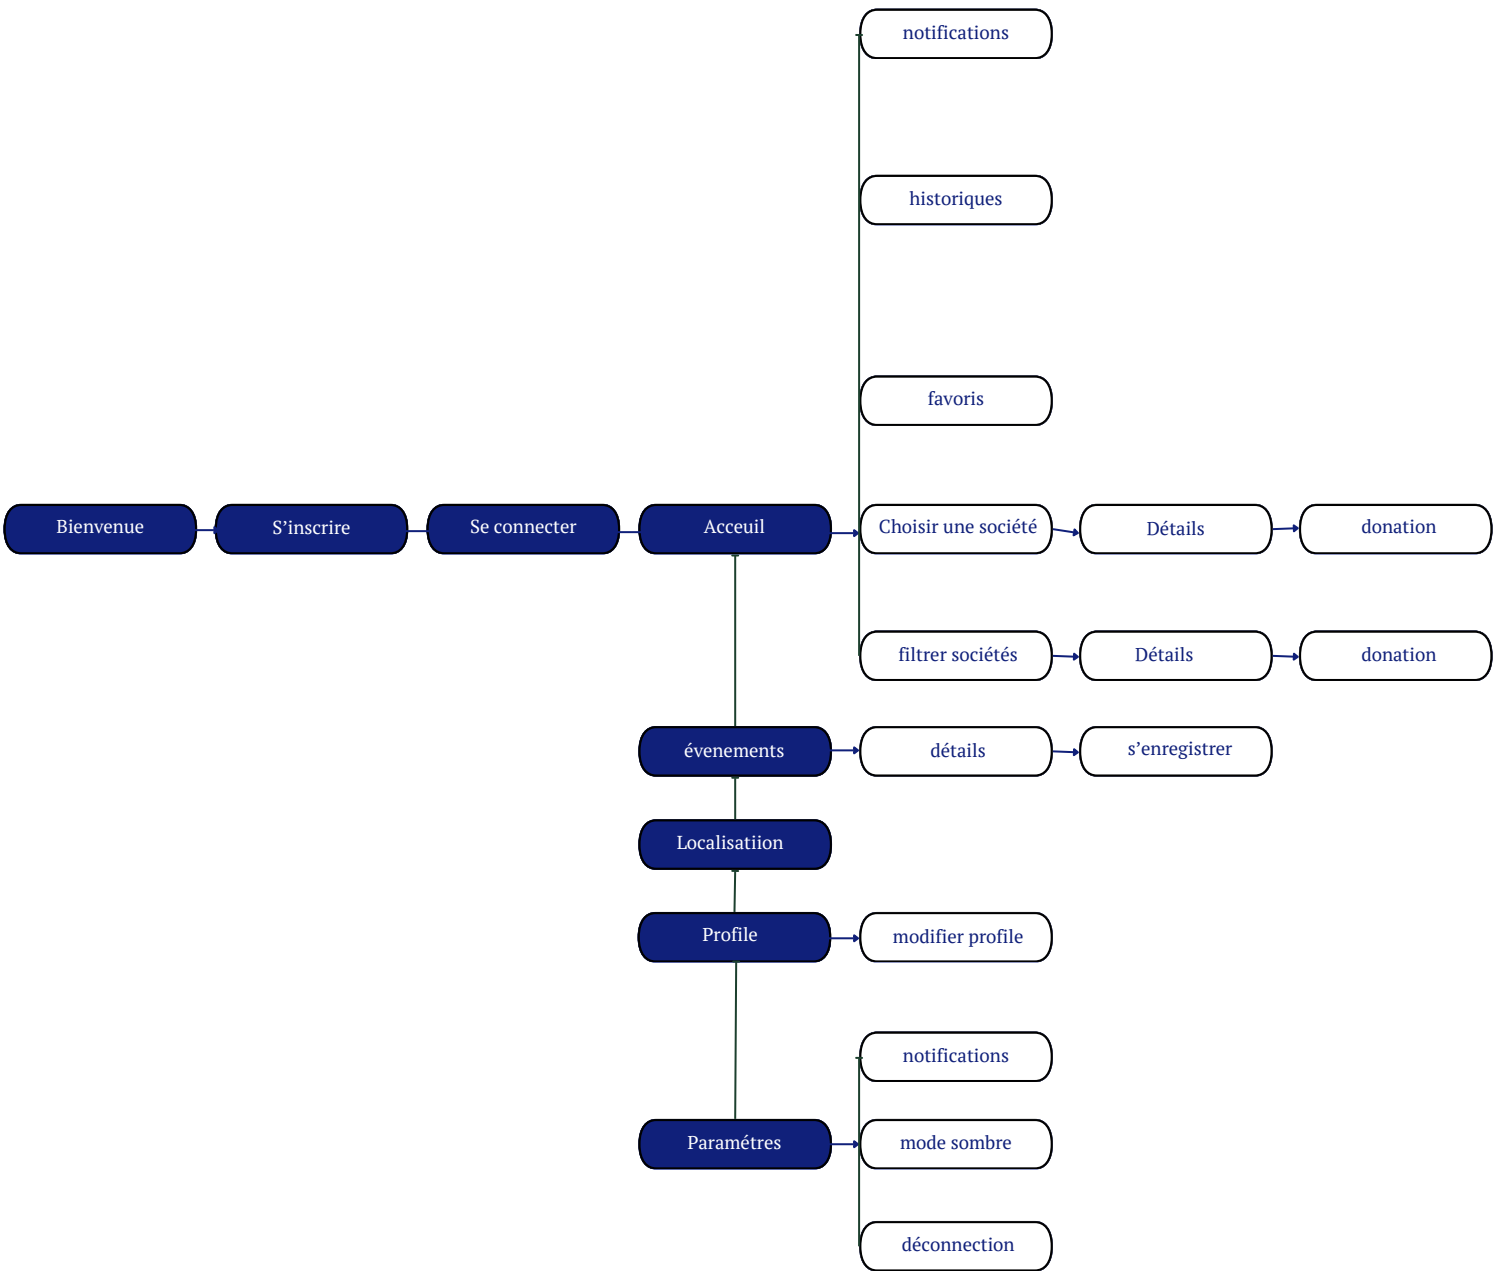 notifications
historiques
favoris
Bienvenue
S’inscrire
Se connecter
Acceuil
Choisir une société
Détails
donation
filtrer sociétés
Détails
donation
évenements
détails
s’enregistrer
Localisatiion
Profile
modifier profile
notifications
Paramétres
mode sombre
déconnection